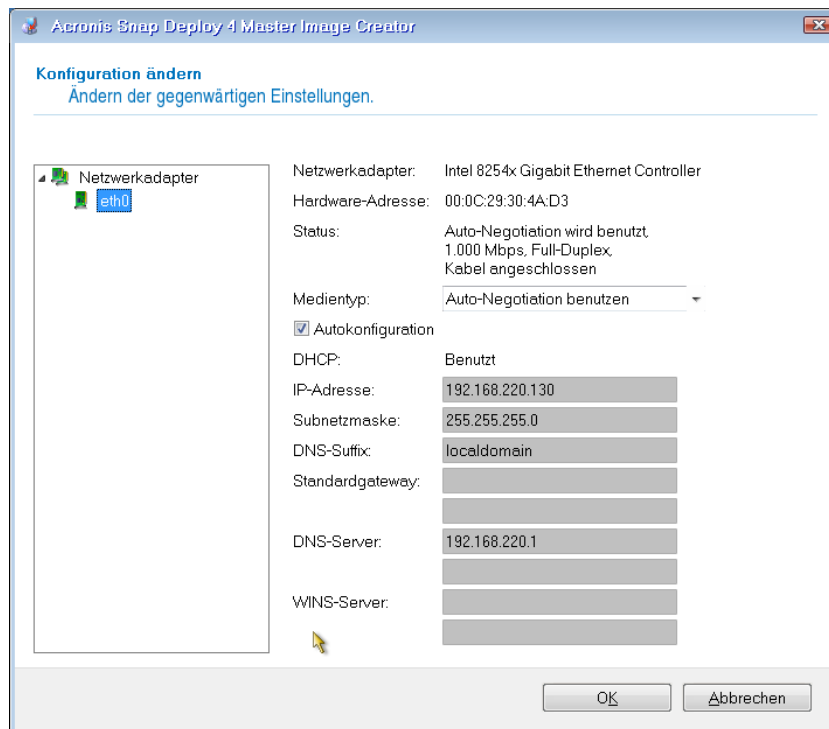 Acronis Snap Deploy 4 Master Image Creator
Konfiguration ändern
Ändern der gegenwärtigen Einstellungen.
Netzwerkadapter
eth0
Netzwerkadapter: Intel 8254x Gigabit Ethernet Controller
Hardware-Adresse: 00:0C:29:30:4A:D3
Status: Auto-Negotiation wird benutzt,
1.000 Mbps, Full-Duplex,
Kabel angeschlossen
Medientyp: Auto-Negotiation benutzen
Autokonfiguration
DHCP: Benutzt
IP-Adresse: 192.168.220.130
Subnetzmaske: 255.255.255.0
DNS-Suffix: localdomain
Standardgateway:
DNS-Server: 192.168.220.1
WINS-Server:
OK Abbrechen